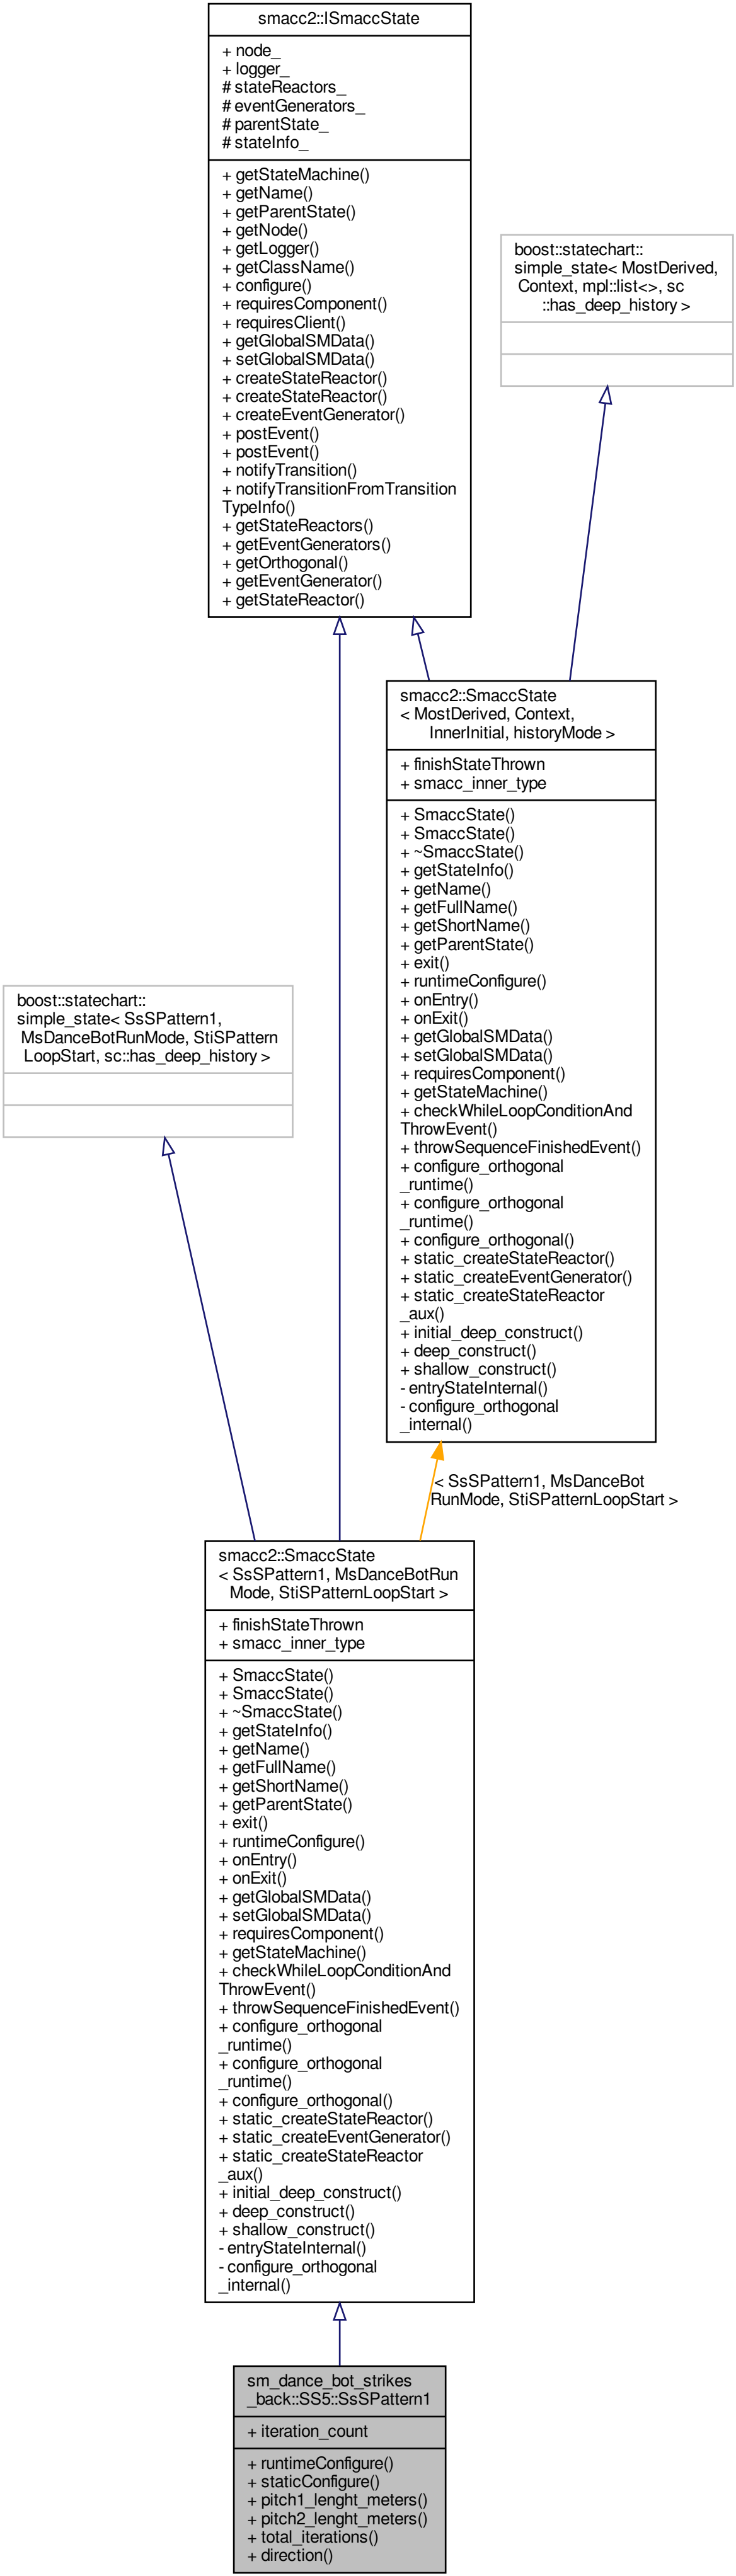 smacc2::ISmaccState
+ node_
+ logger_
# stateReactors_
# eventGenerators_
# parentState_
# stateInfo_
+ getStateMachine()
+ getName()
+ getParentState()
+ getNode()
+ getLogger()
+ getClassName()
+ configure()
+ requiresComponent()
+ requiresClient()
+ getGlobalSMData()
+ setGlobalSMData()
+ createStateReactor()
+ createStateReactor()
+ createEventGenerator()
+ postEvent()
+ postEvent()
+ notifyTransition()
+ notifyTransitionFromTransition
TypeInfo()
+ getStateReactors()
+ getEventGenerators()
+ getOrthogonal()
+ getEventGenerator()
+ getStateReactor()
boost::statechart::
simple_state< MostDerived,
Context, mpl::list<>, sc
::has_deep_history >
smacc2::SmaccState
< MostDerived, Context,
InnerInitial, historyMode >
+ finishStateThrown
+ smacc_inner_type
+ SmaccState()
+ SmaccState()
+ ~SmaccState()
+ getStateInfo()
+ getName()
+ getFullName()
+ getShortName()
+ getParentState()
+ exit()
+ runtimeConfigure()
+ onEntry()
+ onExit()
+ getGlobalSMData()
+ setGlobalSMData()
+ requiresComponent()
+ getStateMachine()
+ checkWhileLoopConditionAnd
ThrowEvent()
+ throwSequenceFinishedEvent()
+ configure_orthogonal
_runtime()
+ configure_orthogonal
_runtime()
+ configure_orthogonal()
+ static_createStateReactor()
+ static_createEventGenerator()
+ static_createStateReactor
_aux()
+ initial_deep_construct()
+ deep_construct()
+ shallow_construct()
- entryStateInternal()
- configure_orthogonal
_internal()
boost::statechart::
simple_state< SsSPattern1,
MsDanceBotRunMode, StiSPattern
LoopStart, sc::has_deep_history >
< SsSPattern1, MsDanceBot
RunMode, StiSPatternLoopStart >
smacc2::SmaccState
< SsSPattern1, MsDanceBotRun
Mode, StiSPatternLoopStart >
+ finishStateThrown
+ smacc_inner_type
+ SmaccState()
+ SmaccState()
+ ~SmaccState()
+ getStateInfo()
+ getName()
+ getFullName()
+ getShortName()
+ getParentState()
+ exit()
+ runtimeConfigure()
+ onEntry()
+ onExit()
+ getGlobalSMData()
+ setGlobalSMData()
+ requiresComponent()
+ getStateMachine()
+ checkWhileLoopConditionAnd
ThrowEvent()
+ throwSequenceFinishedEvent()
+ configure_orthogonal
_runtime()
+ configure_orthogonal
_runtime()
+ configure_orthogonal()
+ static_createStateReactor()
+ static_createEventGenerator()
+ static_createStateReactor
_aux()
+ initial_deep_construct()
+ deep_construct()
+ shallow_construct()
- entryStateInternal()
- configure_orthogonal
_internal()
sm_dance_bot_strikes
_back::SS5::SsSPattern1
+ iteration_count
+ runtimeConfigure()
+ staticConfigure()
+ pitch1_lenght_meters()
+ pitch2_lenght_meters()
+ total_iterations()
+ direction()